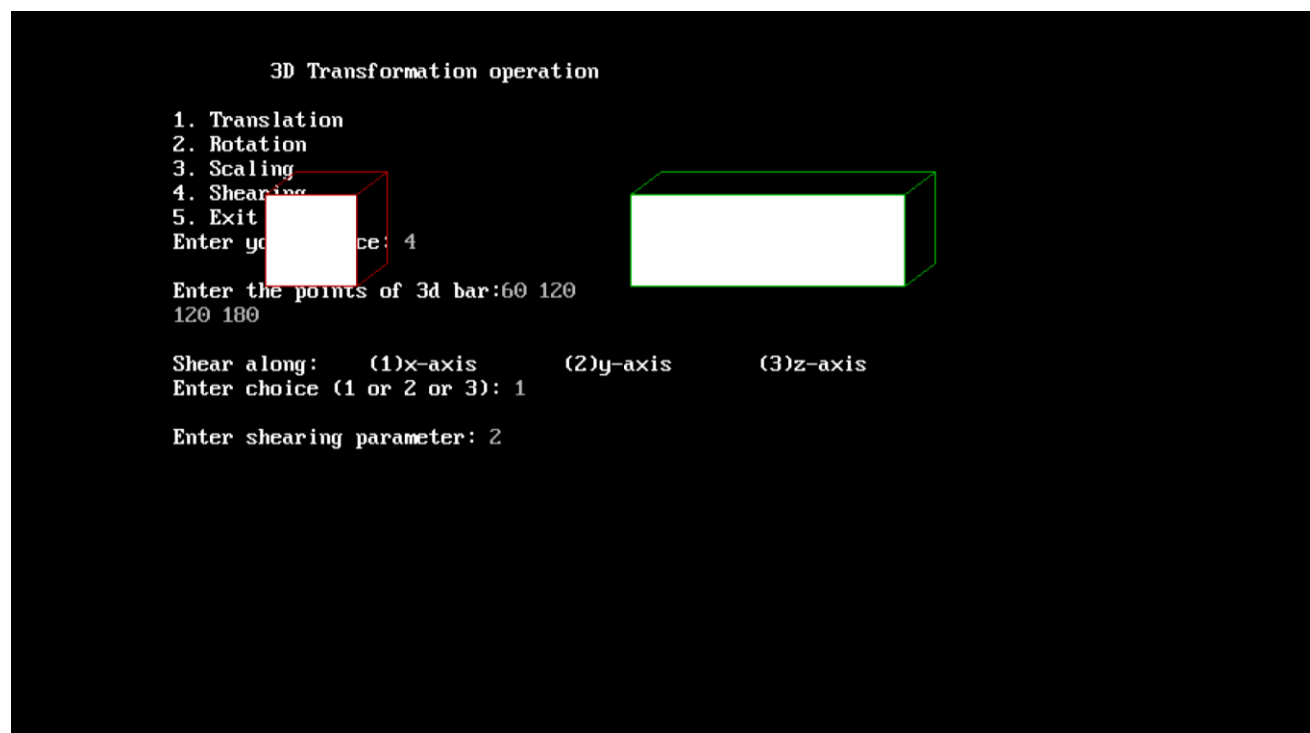 3D Transformation operation
1. Translation
2. Rotation
3. Scaling
4. Shearing
5. Exit
Enter yo ce: 4
Enter the points of 3d bar:60 120
120 180
Shear along: (1)x-axis (2)y-axis (3)z-axis
Enter choice (1 or 2 or 3): 1
Enter shearing parameter: 2